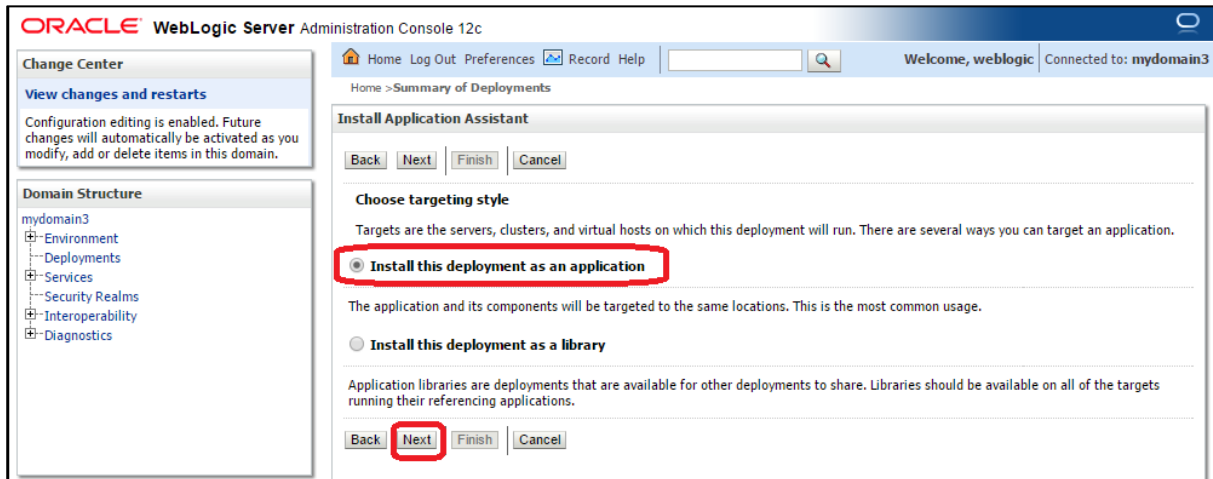 ORACLE WebLogic Server Administration Console 12c
Change Center
View changes and restarts
Configuration editing is enabled. Future
changes will automatically be activated as you
modify, add or delete items in this domain.
Domain Structure
mydomain3
Environment
Deployments
Services
Security Realms
Interoperability
Diagnostics
Home Log Out Preferences Record Help
Welcome, weblogic Connected to: mydomain3
Home >Summary of Deployments
Install Application Assistant
Back Next Finish Cancel
Choose targeting style
Targets are the servers, clusters, and virtual hosts on which this deployment will run. There are several ways you can target an application.
Install this deployment as an application
The application and its components will be targeted to the same locations. This is the most common usage.
Install this deployment as a library
Application libraries are deployments that are available for other deployments to share. Libraries should be available on all of the targets
running their referencing applications.
Back Next Finish Cancel